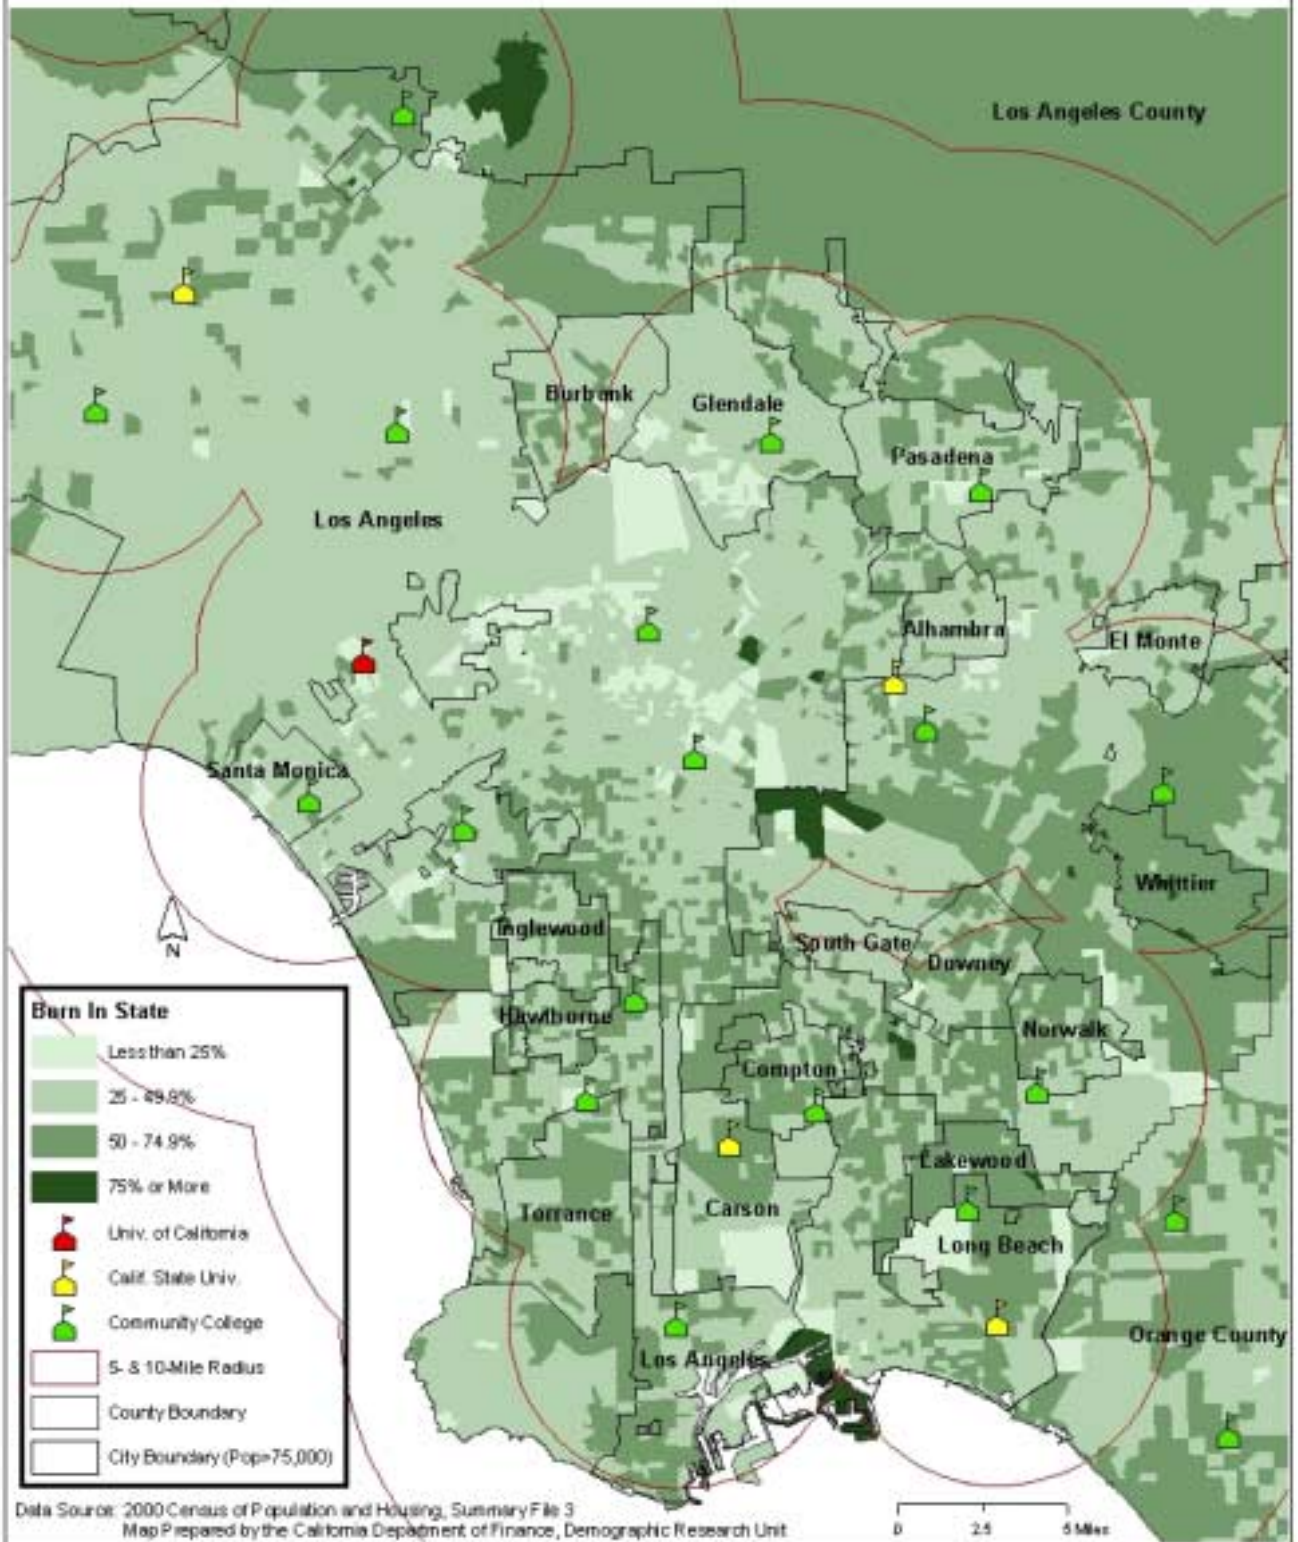 Los Angeles County
Burbank
Glendale
Pasadena
Los Angeles
Alhambra
El Monte
Santa Monica
Whittier
Inglewood
South Gate
Downey
N
Hawthorne
Norwalk
Compton
Lakewood
Carson
Torrance
Long Beach
Orange County
Los Angeles
Born In State
Less than 25%
25 - 49.9%
50 - 74.9%
75% or More
Univ. of California
Calif. State Univ.
Community College
5- & 10-Mile Radius
County Boundary
City Boundary (Pop>75,000)
Data Source: 2000 Census of Population and Housing, Summary File 3
Map Prepared by the California Department of Finance, Demographic Research Unit
0 2.5 5 Miles